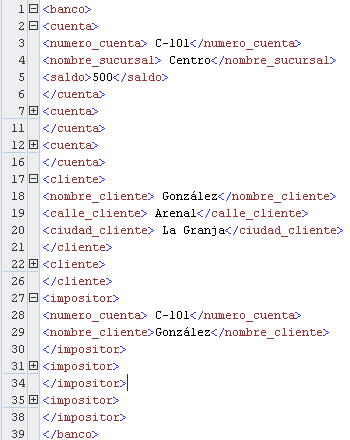 1 <banco>
2 <cuenta>
3 <numero_cuenta> C-101</numero_cuenta>
4 <nombre_sucursal> Centro</nombre_sucursal>
5 <saldo>500</saldo>
6 </cuenta>
7 <cuenta>
11 </cuenta>
12 <cuenta>
16 </cuenta>
17 <cliente>
18 <nombre_cliente> González</nombre_cliente>
19 <calle_cliente> Arenal</calle_cliente>
20 <ciudad_cliente> La Granja</ciudad_cliente>
21 </cliente>
22 <cliente>
26 </cliente>
27 <impositor>
28 <numero_cuenta> C-101</numero_cuenta>
29 <nombre_cliente>González</nombre_cliente>
30 </impositor>
31 <impositor>
34 </impositor>
35 <impositor>
38 </impositor>
39 </banco>